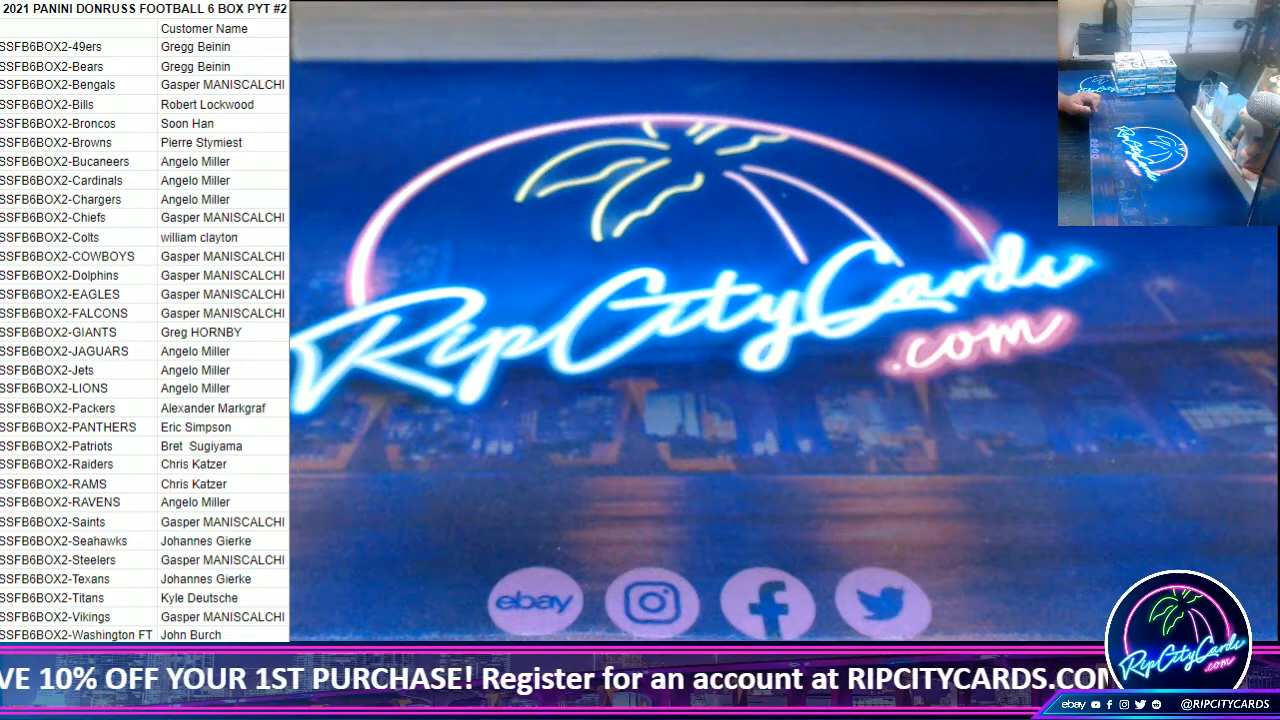 2021 PANINI DONRUSS FOOTBALL 6 BOX PYT #2
Customer Name
SSFB6BOX2-49ers Gregg Beinin
SSFB6BOX2-Bears Gregg Beinin
SSFB6BOX2-Bengals Gasper MANISCALCHI
SSFB6BOX2-Bills Robert Lockwood
SSFB6BOX2-Broncos Soon Han
SSFB6BOX2-Browns Pierre Stymiest
SSFB6BOX2-Bucaneers Angelo Miller
SSFB6BOX2-Cardinals Angelo Miller
SSFB6BOX2-Chargers Angelo Miller
SSFB6BOX2-Chiefs Gasper MANISCALCHI
SSFB6BOX2-Colts william clayton
SSFB6BOX2-COWBOYS Gasper MANISCALCHI
SSFB6BOX2-Dolphins Gasper MANISCALCHI
SSFB6BOX2-EAGLES Gasper MANISCALCHI
SSFB6BOX2-FALCONS Gasper MANISCALCHI
SSFB6BOX2-GIANTS Greg HORNBY
SSFB6BOX2-JAGUARS Angelo Miller
SSFB6BOX2-Jets Angelo Miller
SSFB6BOX2-LIONS Angelo Miller
SSFB6BOX2-Packers Alexander Markgraf
SSFB6BOX2-PANTHERS Eric Simpson
SSFB6BOX2-Patriots Bret Sugiyama
SSFB6BOX2-Raiders Chris Katzer
SSFB6BOX2-RAMS Chris Katzer
SSFB6BOX2-RAVENS Angelo Miller
SSFB6BOX2-Saints Gasper MANISCALCHI
SSFB6BOX2-Seahawks Johannes Gierke
SSFB6BOX2-Steelers Gasper MANISCALCHI
SSFB6BOX2-Texans Johannes Gierke
SSFB6BOX2-Titans Kyle Deutsche
SSFB6BOX2-Vikings Gasper MANISCALCHI
SSFB6BOX2-Washington FT John Burch
RipCityCards
.com
ebay
RipCityCards
.com
VE 10% OFF YOUR 1ST PURCHASE! Register for an account at RIPCITYCARDS.COM
ebay @RIPCITYCARDS